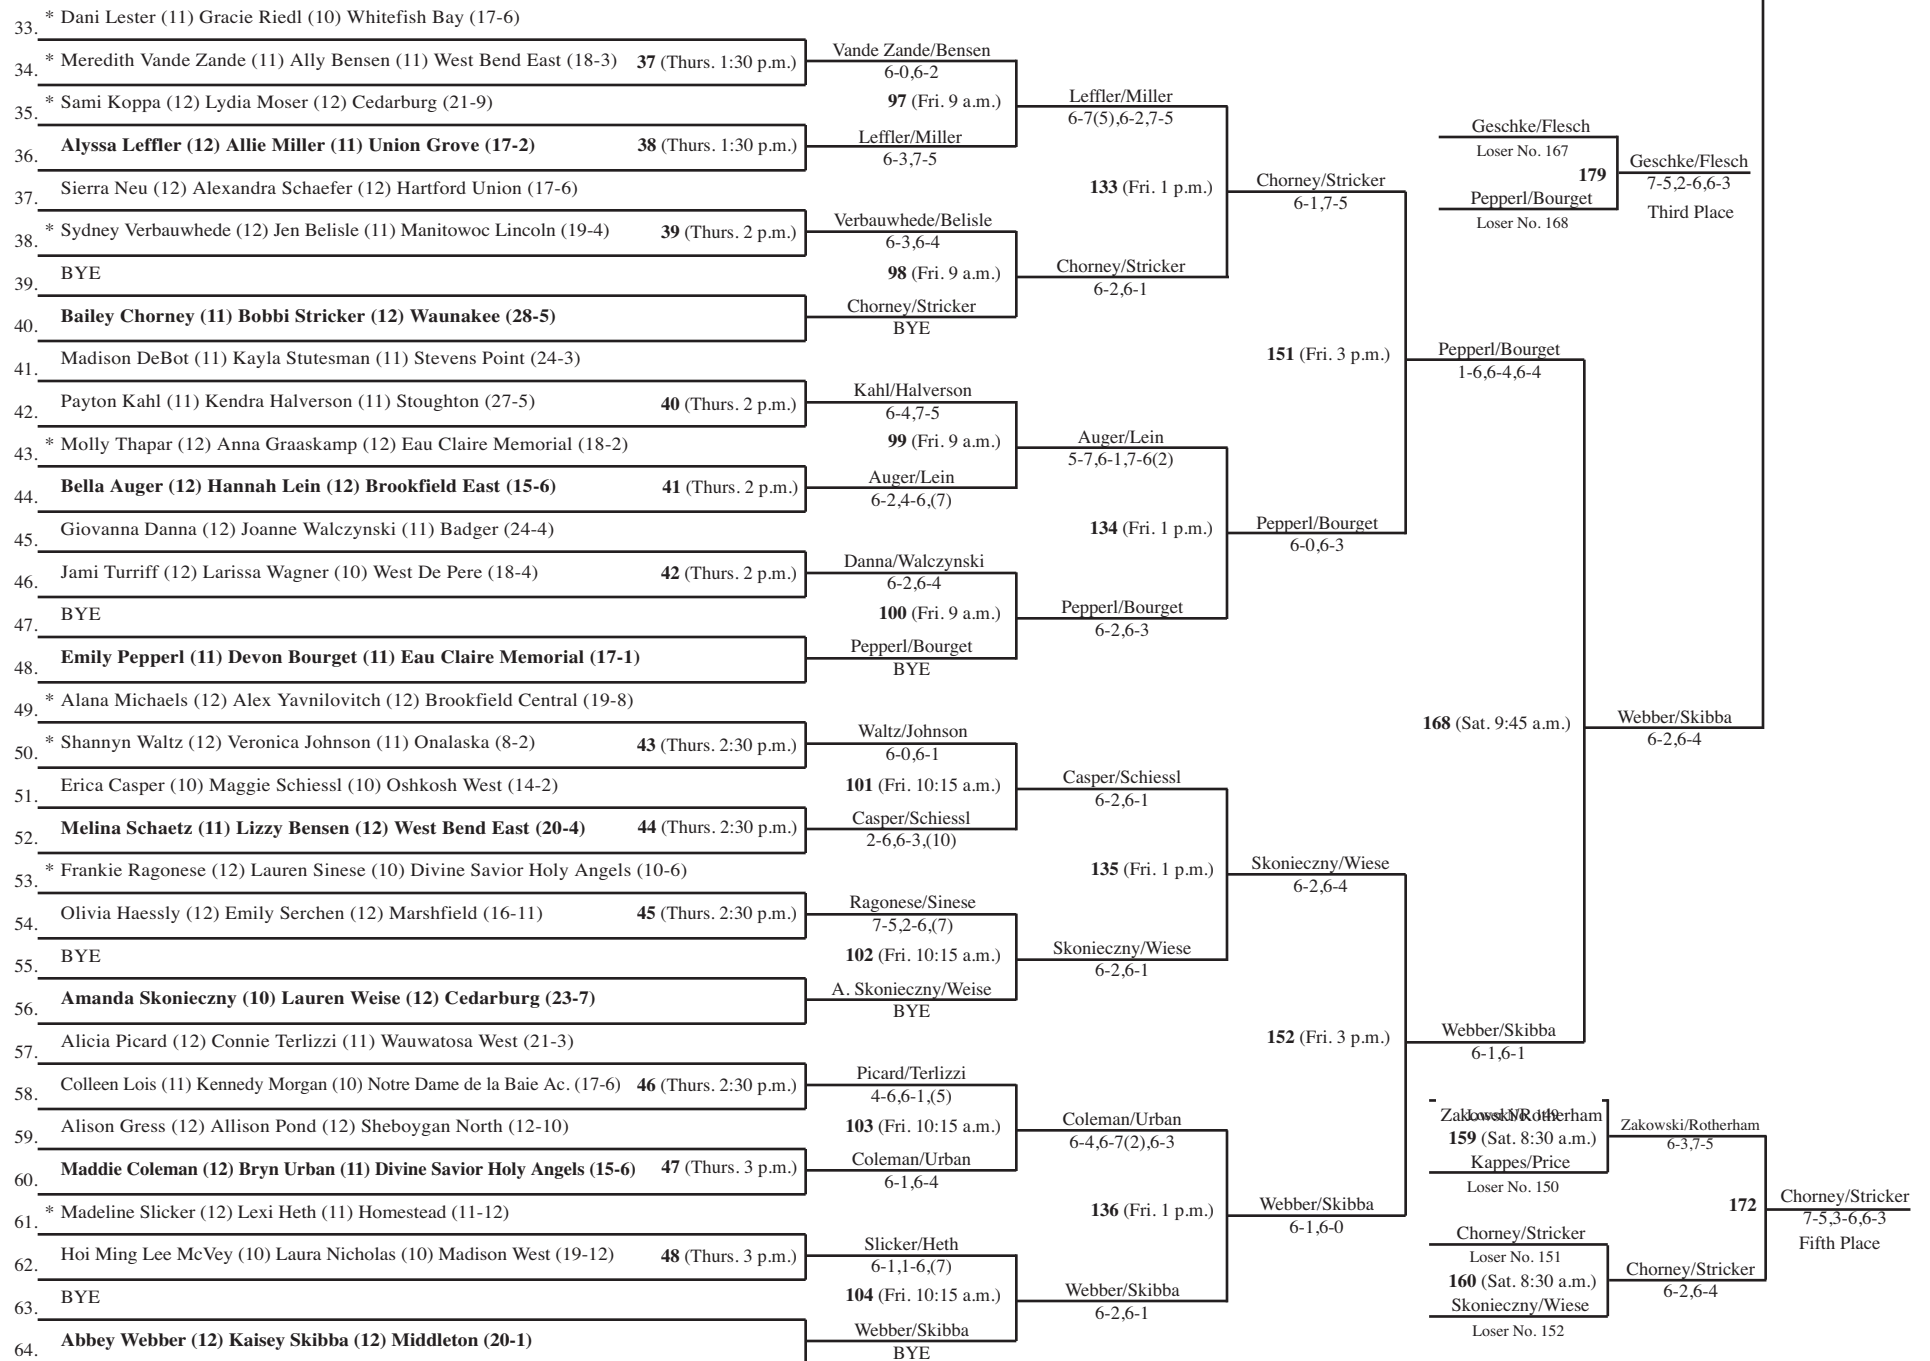 33. * Dani Lester (11) Gracie Riedl (10) Whitefish Bay (17-6)
34. * Meredith Vande Zande (11) Ally Bensen (11) West Bend East (18-3) 37 (Thurs. 1:30 p.m.)
35. * Sami Koppa (12) Lydia Moser (12) Cedarburg (21-9)
36. Alyssa Leffler (12) Allie Miller (11) Union Grove (17-2) 38 (Thurs. 1:30 p.m.)
37. Sierra Neu (12) Alexandra Schaefer (12) Hartford Union (17-6)
38. * Sydney Verbauwhede (12) Jen Belisle (11) Manitowoc Lincoln (19-4) 39 (Thurs. 2 p.m.)
39. BYE
40. Bailey Chorney (11) Bobbi Stricker (12) Waunakee (28-5)
41. Madison DeBot (11) Kayla Stutesman (11) Stevens Point (24-3)
42. Payton Kahl (11) Kendra Halverson (11) Stoughton (27-5) 40 (Thurs. 2 p.m.)
43. * Molly Thapar (12) Anna Graaskamp (12) Eau Claire Memorial (18-2)
44. Bella Auger (12) Hannah Lein (12) Brookfield East (15-6) 41 (Thurs. 2 p.m.)
45. Giovanna Danna (12) Joanne Walczynski (11) Badger (24-4)
46. Jami Turriff (12) Larissa Wagner (10) West De Pere (18-4) 42 (Thurs. 2 p.m.)
47. BYE
48. Emily Pepperl (11) Devon Bourget (11) Eau Claire Memorial (17-1)
49. * Alana Michaels (12) Alex Yavnilovitch (12) Brookfield Central (19-8)
50. * Shannyn Waltz (12) Veronica Johnson (11) Onalaska (8-2) 43 (Thurs. 2:30 p.m.)
51. Erica Casper (10) Maggie Schiessl (10) Oshkosh West (14-2)
52. Melina Schaetz (11) Lizzy Bensen (12) West Bend East (20-4) 44 (Thurs. 2:30 p.m.)
53. * Frankie Ragonese (12) Lauren Sinese (10) Divine Savior Holy Angels (10-6)
54. Olivia Haessly (12) Emily Serchen (12) Marshfield (16-11) 45 (Thurs. 2:30 p.m.)
55. BYE
56. Amanda Skonieczny (10) Lauren Weise (12) Cedarburg (23-7)
57. Alicia Picard (12) Connie Terlizzi (11) Wauwatosa West (21-3)
58. Colleen Lois (11) Kennedy Morgan (10) Notre Dame de la Baie Ac. (17-6) 46 (Thurs. 2:30 p.m.)
59. Alison Gress (12) Allison Pond (12) Sheboygan North (12-10)
60. Maddie Coleman (12) Bryn Urban (11) Divine Savior Holy Angels (15-6) 47 (Thurs. 3 p.m.)
61. * Madeline Slicker (12) Lexi Heth (11) Homestead (11-12)
62. Hoi Ming Lee McVey (10) Laura Nicholas (10) Madison West (19-12) 48 (Thurs. 3 p.m.)
63. BYE
64. Abbey Webber (12) Kaisey Skibba (12) Middleton (20-1)
Vande Zande/Bensen
6-0,6-2
97 (Fri. 9 a.m.)
Leffler/Miller
6-3,7-5
Verbauwhede/Belisle
6-3,6-4
98 (Fri. 9 a.m.)
Chorney/Stricker
BYE
Kahl/Halverson
6-4,7-5
99 (Fri. 9 a.m.)
Auger/Lein
6-2,4-6,(7)
Danna/Walczynski
6-2,6-4
100 (Fri. 9 a.m.)
Pepperl/Bourget
BYE
Waltz/Johnson
6-0,6-1
101 (Fri. 10:15 a.m.)
Casper/Schiessl
2-6,6-3,(10)
Ragonese/Sinese
7-5,2-6,(7)
102 (Fri. 10:15 a.m.)
A. Skonieczny/Weise
BYE
Picard/Terlizzi
4-6,6-1,(5)
103 (Fri. 10:15 a.m.)
Coleman/Urban
6-1,6-4
Slicker/Heth
6-1,1-6,(7)
104 (Fri. 10:15 a.m.)
Webber/Skibba
BYE
Leffler/Miller
6-7(5),6-2,7-5
133 (Fri. 1 p.m.)
Chorney/Stricker
6-2,6-1
Auger/Lein
5-7,6-1,7-6(2)
134 (Fri. 1 p.m.)
Pepperl/Bourget
6-2,6-3
Casper/Schiessl
6-2,6-1
135 (Fri. 1 p.m.)
Skonieczny/Wiese
6-2,6-1
Coleman/Urban
6-4,6-7(2),6-3
136 (Fri. 1 p.m.)
Webber/Skibba
6-2,6-1
Chorney/Stricker
6-1,7-5
151 (Fri. 3 p.m.)
Pepperl/Bourget
6-0,6-3
Skonieczny/Wiese
6-2,6-4
152 (Fri. 3 p.m.)
Webber/Skibba
6-1,6-0
Pepperl/Bourget
1-6,6-4,6-4
168 (Sat. 9:45 a.m.)
Webber/Skibba
6-1,6-1
Webber/Skibba
6-2,6-4
Geschke/Flesch
Loser No. 167
179
Pepperl/Bourget
Loser No. 168
Geschke/Flesch
7-5,2-6,6-3
Third Place
Zakowski/Rotherham
Loser No. 149
159 (Sat. 8:30 a.m.)
Kappes/Price
Loser No. 150
Zakowski/Rotherham
6-3,7-5
172
Chorney/Stricker
Loser No. 151
160 (Sat. 8:30 a.m.)
Skonieczny/Wiese
Loser No. 152
Chorney/Stricker
6-2,6-4
Chorney/Stricker
7-5,3-6,6-3
Fifth Place